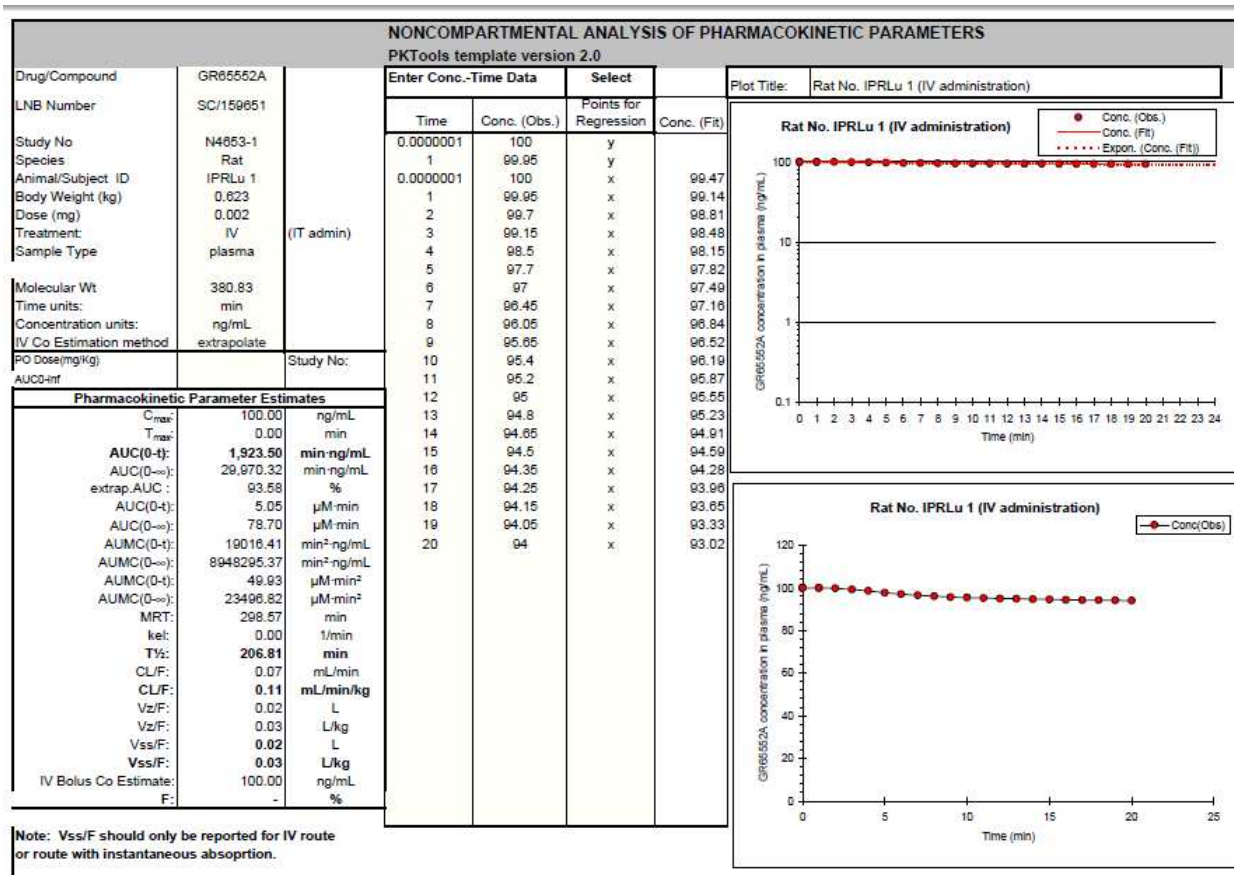 NONCOMPARTMENTAL ANALYSIS OF PHARMACOKINETIC PARAMETERS
PKTools template version 2.0
Drug/Compound GR65552A
LNB Number SC/159651
Study No N4653-1
Species Rat
Animal/Subject ID IPRLu 1
Body Weight (kg) 0.623
Dose (mg) 0.002
Treatment: IV (IT admin)
Sample Type plasma
Molecular Wt 380.83
Time units: min
Concentration units: ng/mL
IV Co Estimation method extrapolate
PO Dose(mg/Kg) Study No:
AUC0-inf
Pharmacokinetic Parameter Estimates
Cmax: 100.00 ng/mL
Tmax: 0.00 min
AUC(0-t): 1,923.50 min·ng/mL
AUC(0-∞): 29,970.32 min·ng/mL
extrap.AUC : 93.58 %
AUC(0-t): 5.05 µM·min
AUC(0-∞): 78.70 µM·min
AUMC(0-t): 19016.41 min²·ng/mL
AUMC(0-∞): 8948295.37 min²·ng/mL
AUMC(0-t): 49.93 µM·min²
AUMC(0-∞): 23496.82 µM·min²
MRT: 298.57 min
kel: 0.00 1/min
T½: 206.81 min
CL/F: 0.07 mL/min
CL/F: 0.11 mL/min/kg
Vz/F: 0.02 L
Vz/F: 0.03 L/kg
Vss/F: 0.02 L
Vss/F: 0.03 L/kg
IV Bolus Co Estimate: 100.00 ng/mL
F: - %
Note: Vss/F should only be reported for IV route
or route with instantaneous absoprtion.
Enter Conc.-Time Data Select
Points for
Time Conc. (Obs.) Regression Conc. (Fit)
0.0000001 100 y
1 99.95 y
0.0000001 100 x 99.47
1 99.95 x 99.14
2 99.7 x 98.81
3 99.15 x 98.48
4 98.5 x 98.15
5 97.7 x 97.82
6 97 x 97.49
7 96.45 x 97.16
8 96.05 x 96.84
9 95.65 x 96.52
10 95.4 x 96.19
11 95.2 x 95.87
12 95 x 95.55
13 94.8 x 95.23
14 94.65 x 94.91
15 94.5 x 94.59
16 94.35 x 94.28
17 94.25 x 93.96
18 94.15 x 93.65
19 94.05 x 93.33
20 94 x 93.02
Plot Title: Rat No. IPRLu 1 (IV administration)
Rat No. IPRLu 1 (IV administration)
Conc. (Obs.)
Conc. (Fit)
Expon. (Conc. (Fit))
GR65552A concentration in plasma (ng/mL)
100
10
1
0.1
0 1 2 3 4 5 6 7 8 9 10 11 12 13 14 15 16 17 18 19 20 21 22 23 24
Time (min)
Rat No. IPRLu 1 (IV administration)
Conc(Obs)
GR65552A concentration in plasma (ng/mL)
120
100
80
60
40
20
0
0 5 10 15 20 25
Time (min)